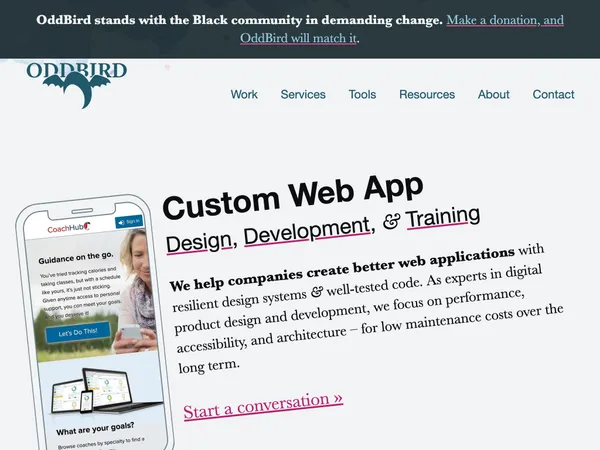 OddBird stands with the Black community in demanding change. Make a donation, and
OddBird will match it.
ODDBIRD
Work Services Tools Resources About Contact
Custom Web App
Design, Development, & Training
We help companies create better web applications with
resilient design systems & well-tested code. As experts in digital
product design and development, we focus on performance,
accessibility, and architecture – for low maintenance costs over the
long term.
Start a conversation »
CoachHub
Sign In
Guidance on the go.
You've tried tracking calories and
taking classes, but with a schedule
like yours, it's just not sticking.
Given anytime access to personal
support, you can meet your goals.
and you deserve it!
Let's Do This!
What are your goals?
Browse coaches by specialty to find a